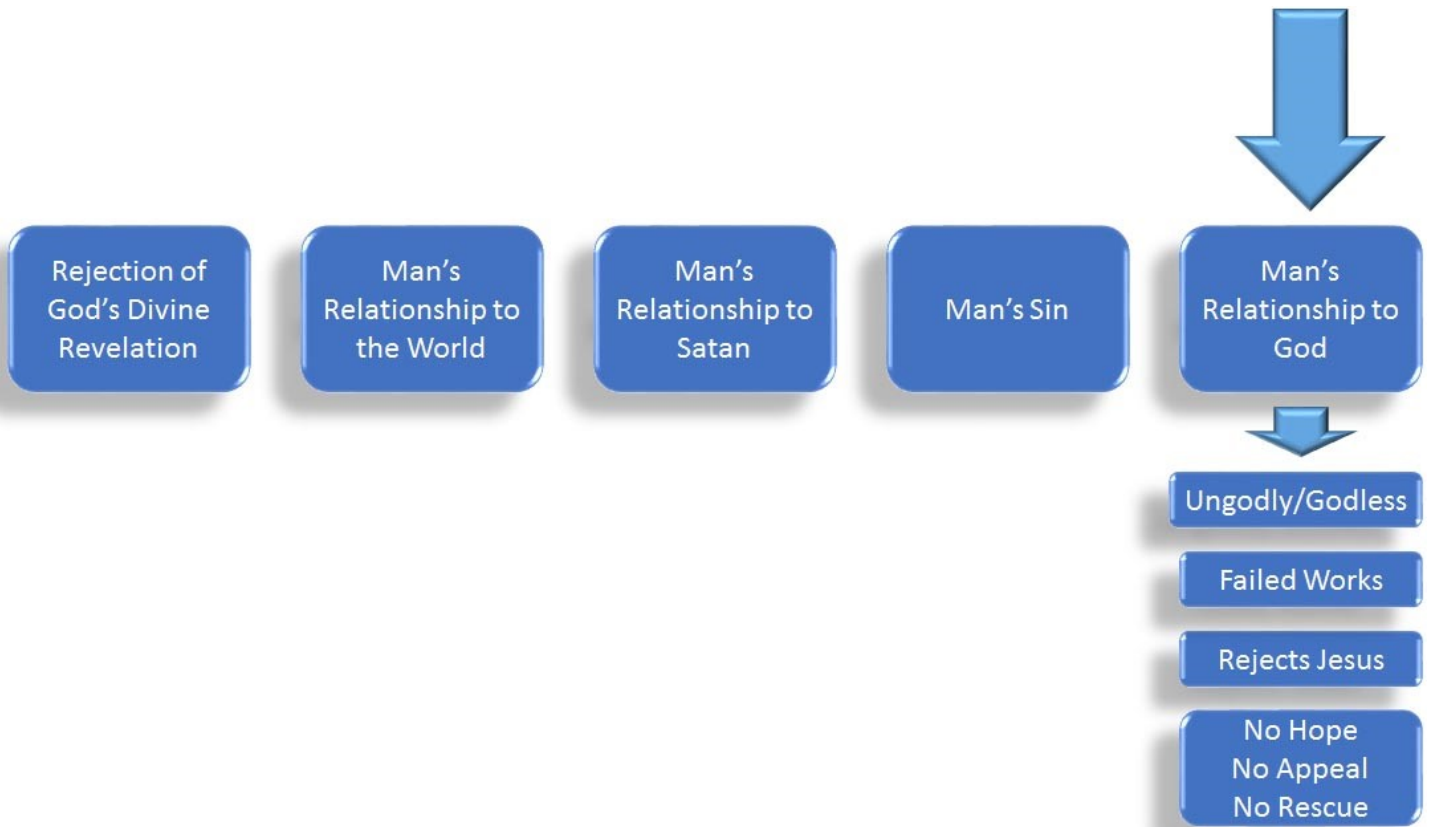 Rejection of
God's Divine
Revelation
Man's
Relationship to
the World
Man's
Relationship to
Satan
Man's Sin
Man's
Relationship to
God
Ungodly/Godless
Failed Works
Rejects Jesus
No Hope
No Appeal
No Rescue